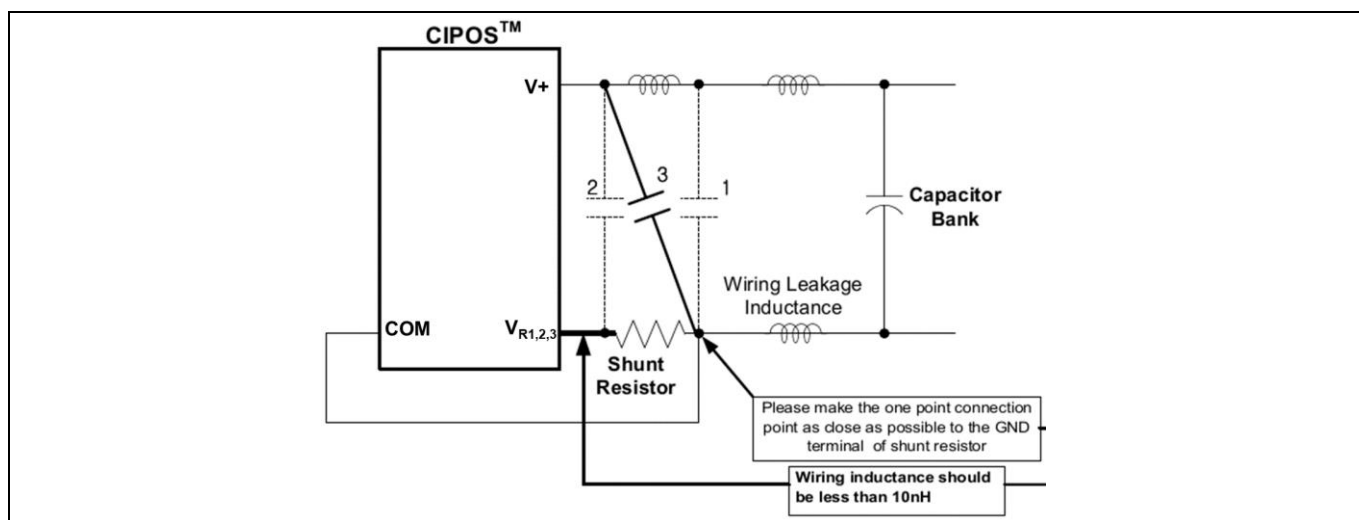 CIPOS™
V+
3
2
1
Capacitor
Bank
Wiring Leakage
Inductance
COM
VR1,2,3
Shunt
Resistor
Please make the one point connection
point as close as possible to the GND
terminal of shunt resistor
Wiring inductance should
be less than 10nH